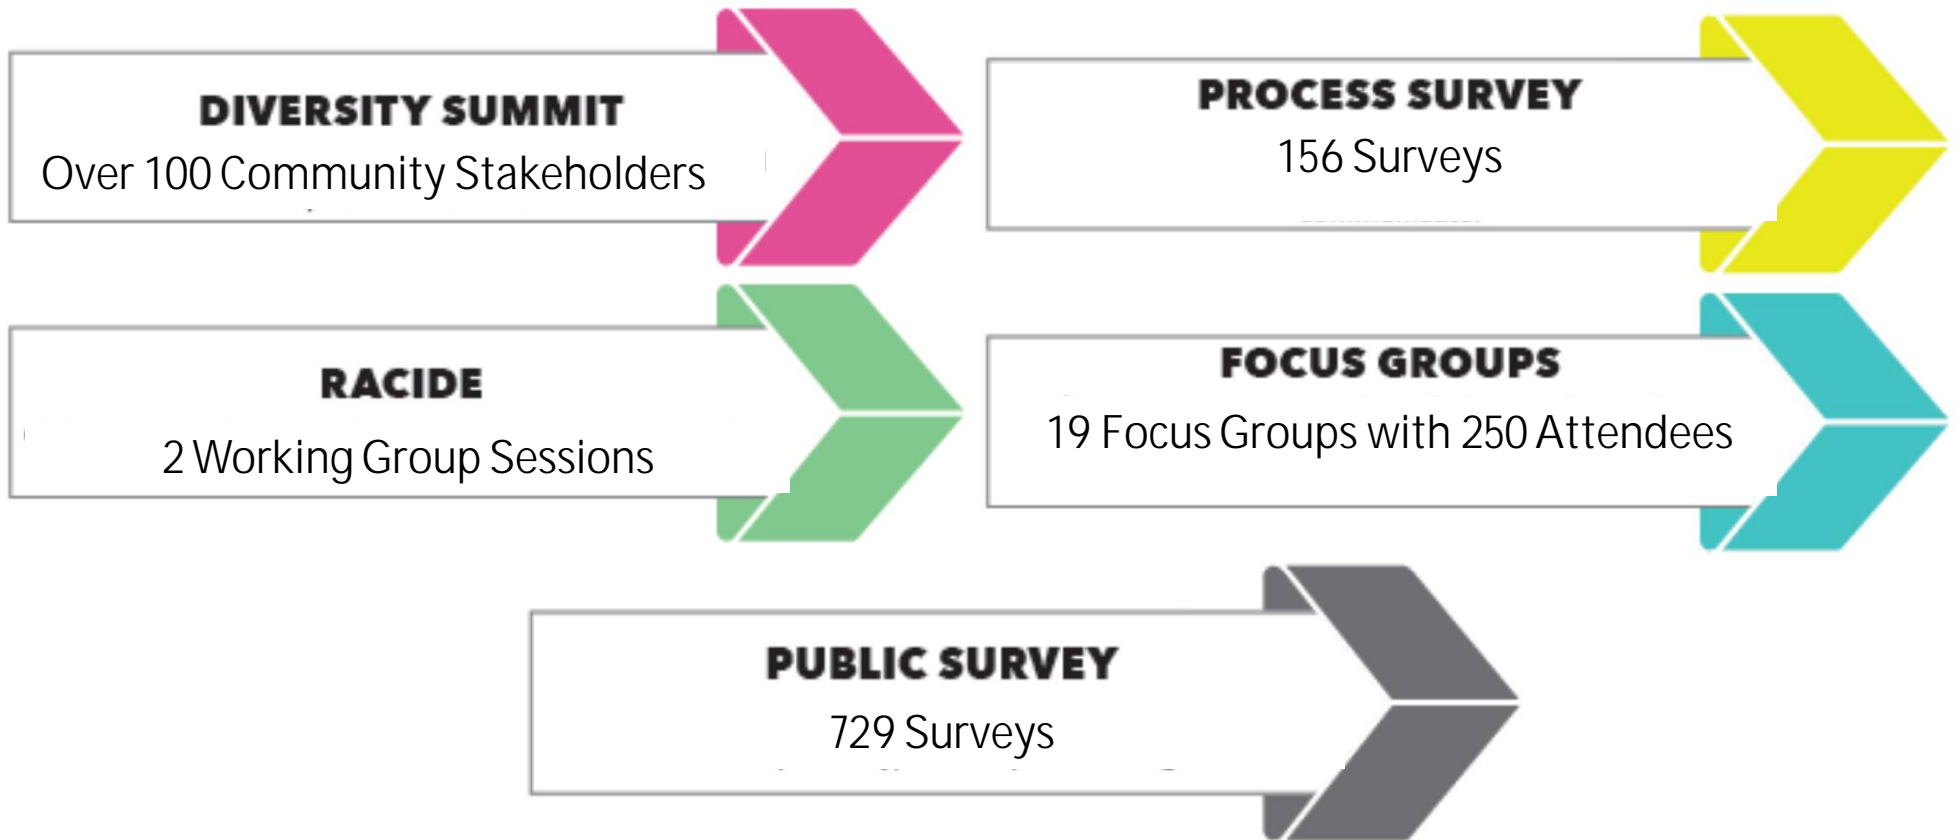 DIVERSITY SUMMIT
Over 100 Community Stakeholders
PROCESS SURVEY
156 Surveys
RACIDE
2 Working Group Sessions
FOCUS GROUPS
19 Focus Groups with 250 Attendees
PUBLIC SURVEY
729 Surveys